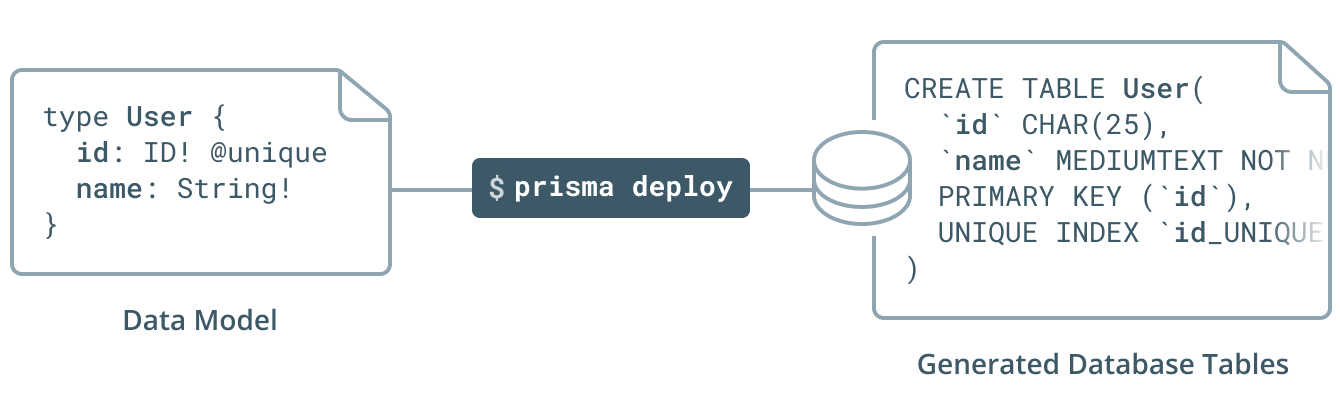 type User {
id: ID! @unique
name: String!
}
Data Model
$ prisma deploy
CREATE TABLE User(
`id` CHAR(25),
`name` MEDIUMTEXT NOT
PRIMARY KEY (`id`),
UNIQUE INDEX `id_UNIQUE
)
Generated Database Tables